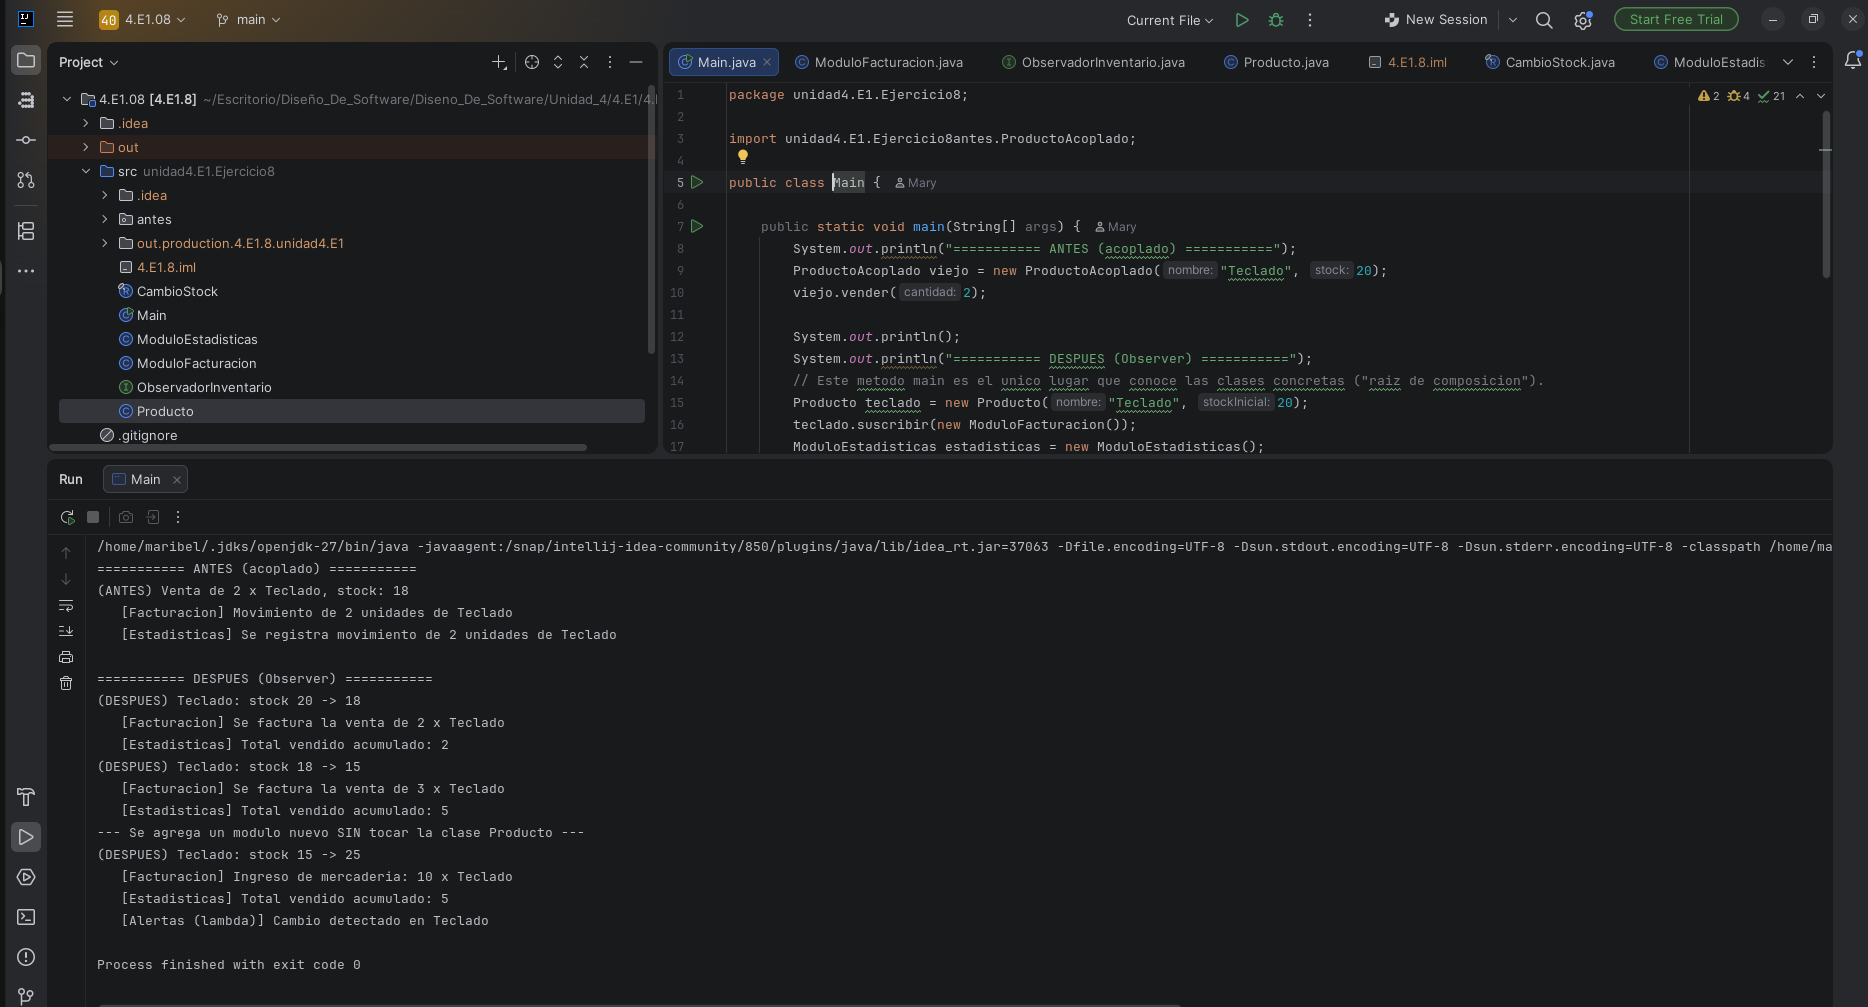 40 4.E1.08 main Current File New Session Start Free Trial
Project
4.E1.08 [4.E1.8] ~/Escritorio/Diseño_De_Software/Diseno_De_Software/Unidad_4/4.E1/4.
.idea
out
src unidad4.E1.Ejercicio8
.idea
antes
out.production.4.E1.8.unidad4.E1
4.E1.8.iml
CambioStock
Main
ModuloEstadisticas
ModuloFacturacion
ObservadorInventario
Producto
.gitignore
Main.java ModuloFacturacion.java ObservadorInventario.java Producto.java 4.E1.8.iml CambioStock.java ModuloEstadis
2 4 21
1 package unidad4.E1.Ejercicio8;
2
3 import unidad4.E1.Ejercicio8antes.ProductoAcoplado;
4
5 public class Main { Mary
6
7 public static void main(String[] args) { Mary
8 System.out.println("=========== ANTES (acoplado) ===========");
9 ProductoAcoplado viejo = new ProductoAcoplado( nombre: "Teclado", stock: 20);
10 viejo.vender( cantidad: 2);
11
12 System.out.println();
13 System.out.println("=========== DESPUES (Observer) ===========");
14 // Este metodo main es el unico lugar que conoce las clases concretas ("raiz de composicion").
15 Producto teclado = new Producto( nombre: "Teclado", stockInicial: 20);
16 teclado.suscribir(new ModuloFacturacion());
17 ModuloEstadisticas estadisticas = new ModuloEstadisticas();
Run Main
/home/maribel/.jdks/openjdk-27/bin/java -javaagent:/snap/intellij-idea-community/850/plugins/java/lib/idea_rt.jar=37063 -Dfile.encoding=UTF-8 -Dsun.stdout.encoding=UTF-8 -Dsun.stderr.encoding=UTF-8 -classpath /home/ma
=========== ANTES (acoplado) ===========
(ANTES) Venta de 2 x Teclado, stock: 18
[Facturacion] Movimiento de 2 unidades de Teclado
[Estadisticas] Se registra movimiento de 2 unidades de Teclado
=========== DESPUES (Observer) ===========
(DESPUES) Teclado: stock 20 -> 18
[Facturacion] Se factura la venta de 2 x Teclado
[Estadisticas] Total vendido acumulado: 2
(DESPUES) Teclado: stock 18 -> 15
[Facturacion] Se factura la venta de 3 x Teclado
[Estadisticas] Total vendido acumulado: 5
--- Se agrega un modulo nuevo SIN tocar la clase Producto ---
(DESPUES) Teclado: stock 15 -> 25
[Facturacion] Ingreso de mercaderia: 10 x Teclado
[Estadisticas] Total vendido acumulado: 5
[Alertas (lambda)] Cambio detectado en Teclado
Process finished with exit code 0